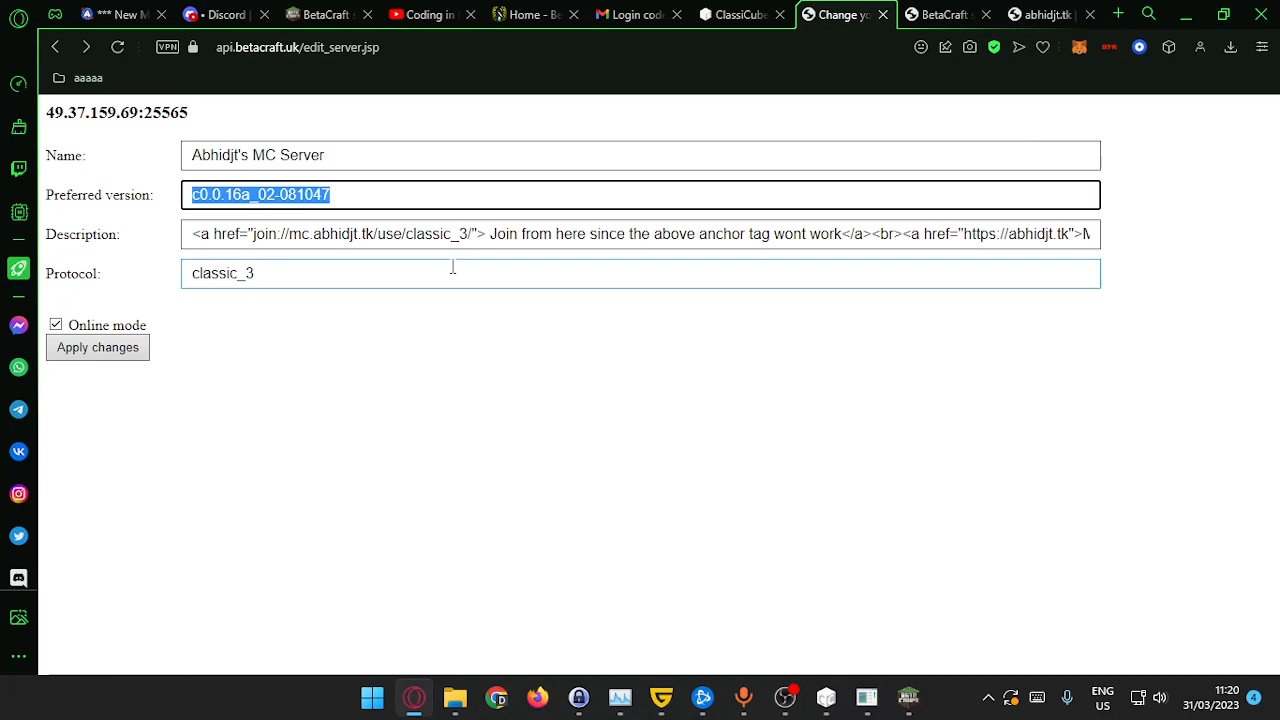 *** New M
Discord |
BetaCraft s
Coding in
Home - Be
Login code
ClassiCube
Change yo
BetaCraft s
abhidjt.tk |
VPN
api.betacraft.uk/edit_server.jsp
aaaaa
49.37.159.69:25565
Name:
Abhidjt's MC Server
Preferred version:
c0.0.16a_02-081047
Description:
<a href="join://mc.abhidjt.tk/use/classic_3/"> Join from here since the above anchor tag wont work</a><br><a href="https://abhidjt.tk">M
Protocol:
classic_3
Online mode
Apply changes
ENG
US
11:20
31/03/2023
4